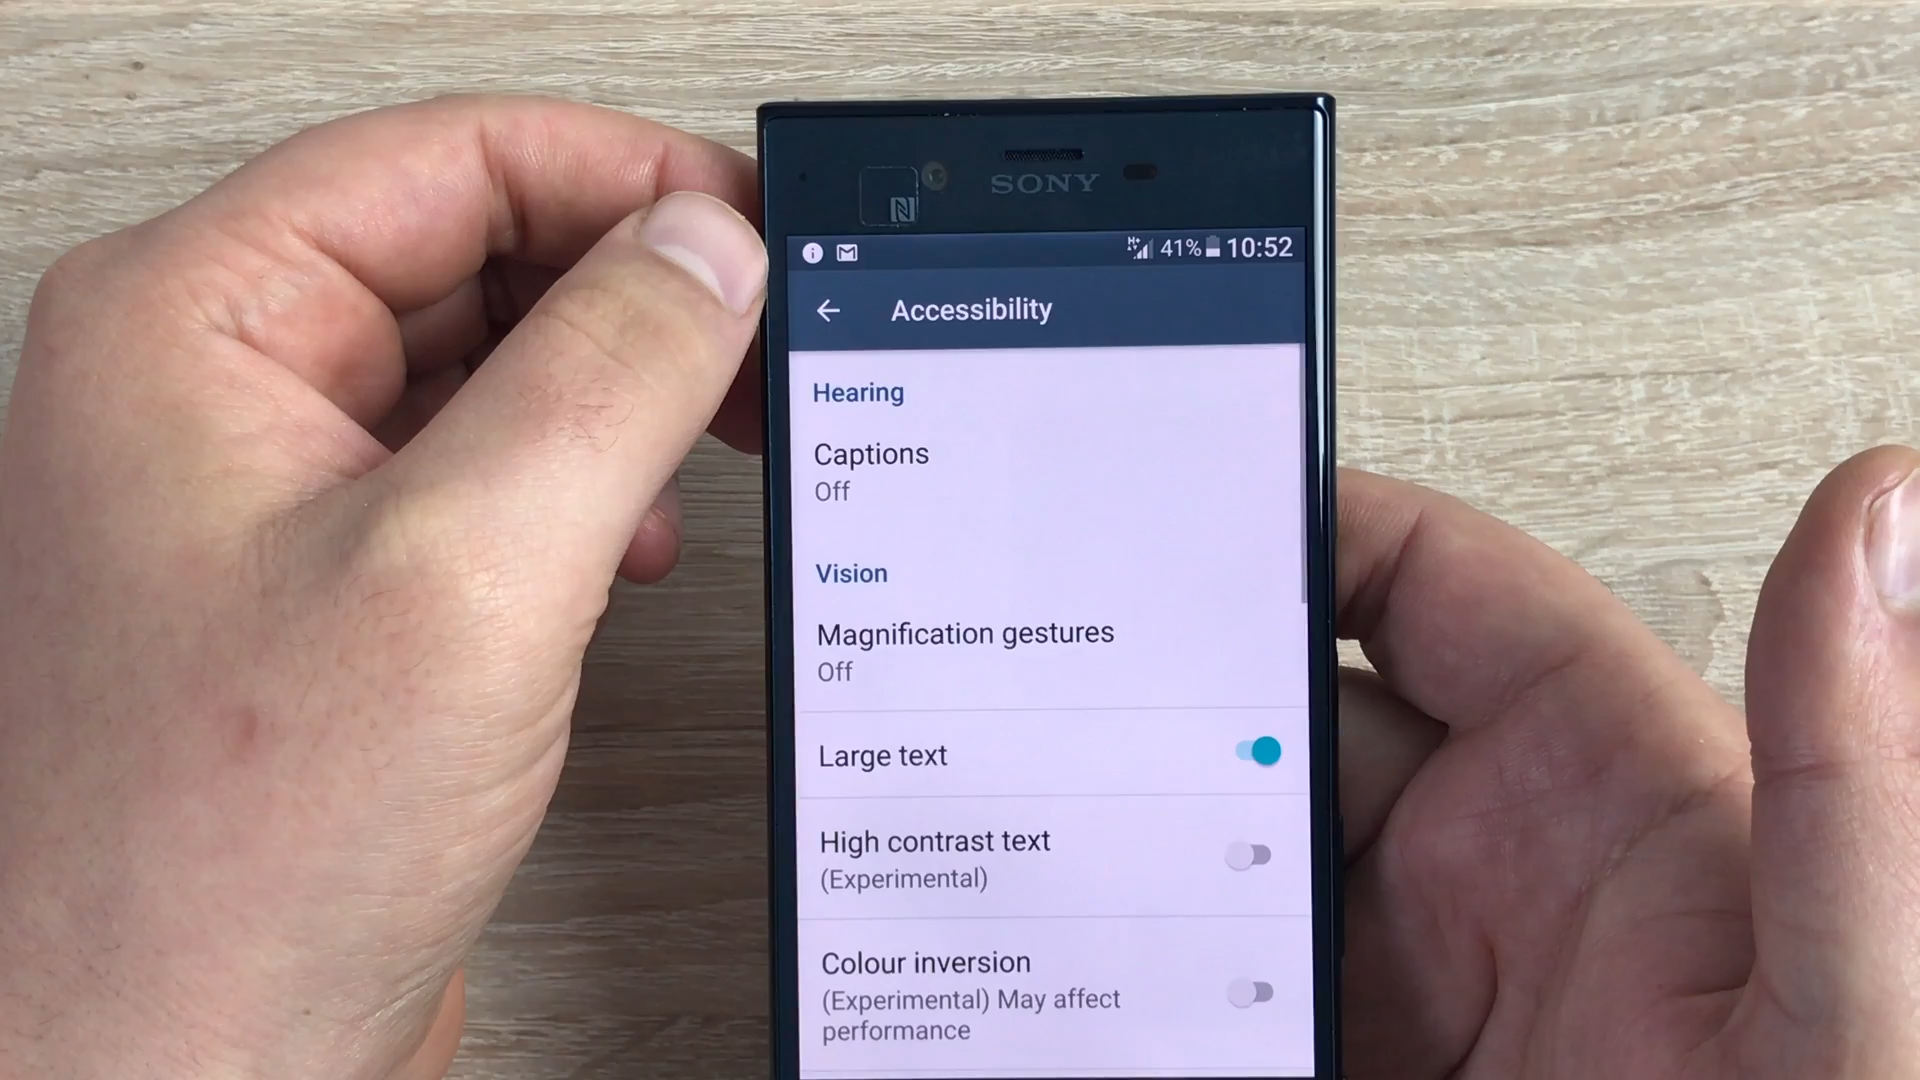 SONY
41% 10:52
Accessibility
Hearing
Captions
Off
Vision
Magnification gestures
Off
Large text
High contrast text
(Experimental)
Colour inversion
(Experimental) May affect
performance